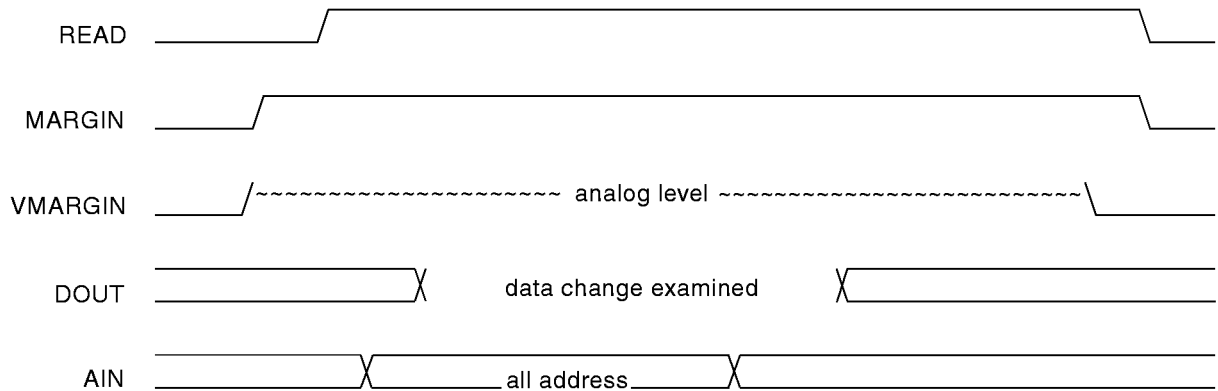 READ
MARGIN
VMARGIN
analog level
DOUT
data change examined
AIN
all address